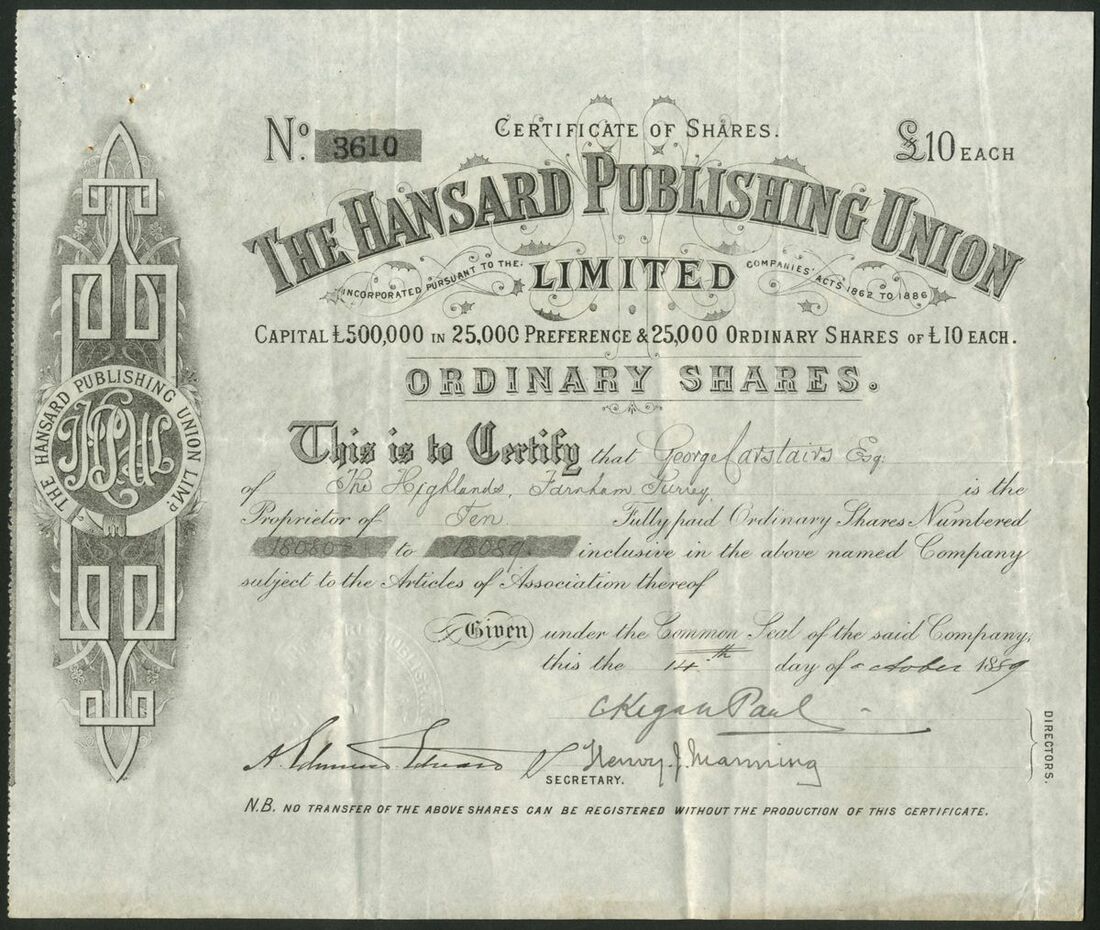 Nº. 3610
CERTIFICATE OF SHARES.
£10 EACH
THE HANSARD PUBLISHING UNION
INCORPORATED PURSUANT TO THE LIMITED COMPANIES' ACTS 1862 TO 1886
CAPITAL £500,000 IN 25,000 PREFERENCE & 25,000 ORDINARY SHARES OF £10 EACH.
ORDINARY SHARES.
This is to Certify that George Carstairs Esq.
of The Highlands, Farnham Surrey, is the
Proprietor of Ten Fully paid Ordinary Shares Numbered
18080 to 18089 inclusive in the above named Company
subject to the Articles of Association thereof
Given under the Common Seal of the said Company,
this the 14th day of October 1889
C Kegan Paul
Henry J. Manning
DIRECTORS.
SECRETARY.
N.B. NO TRANSFER OF THE ABOVE SHARES CAN BE REGISTERED WITHOUT THE PRODUCTION OF THIS CERTIFICATE.
THE HANSARD PUBLISHING UNION LIMD.
HPU